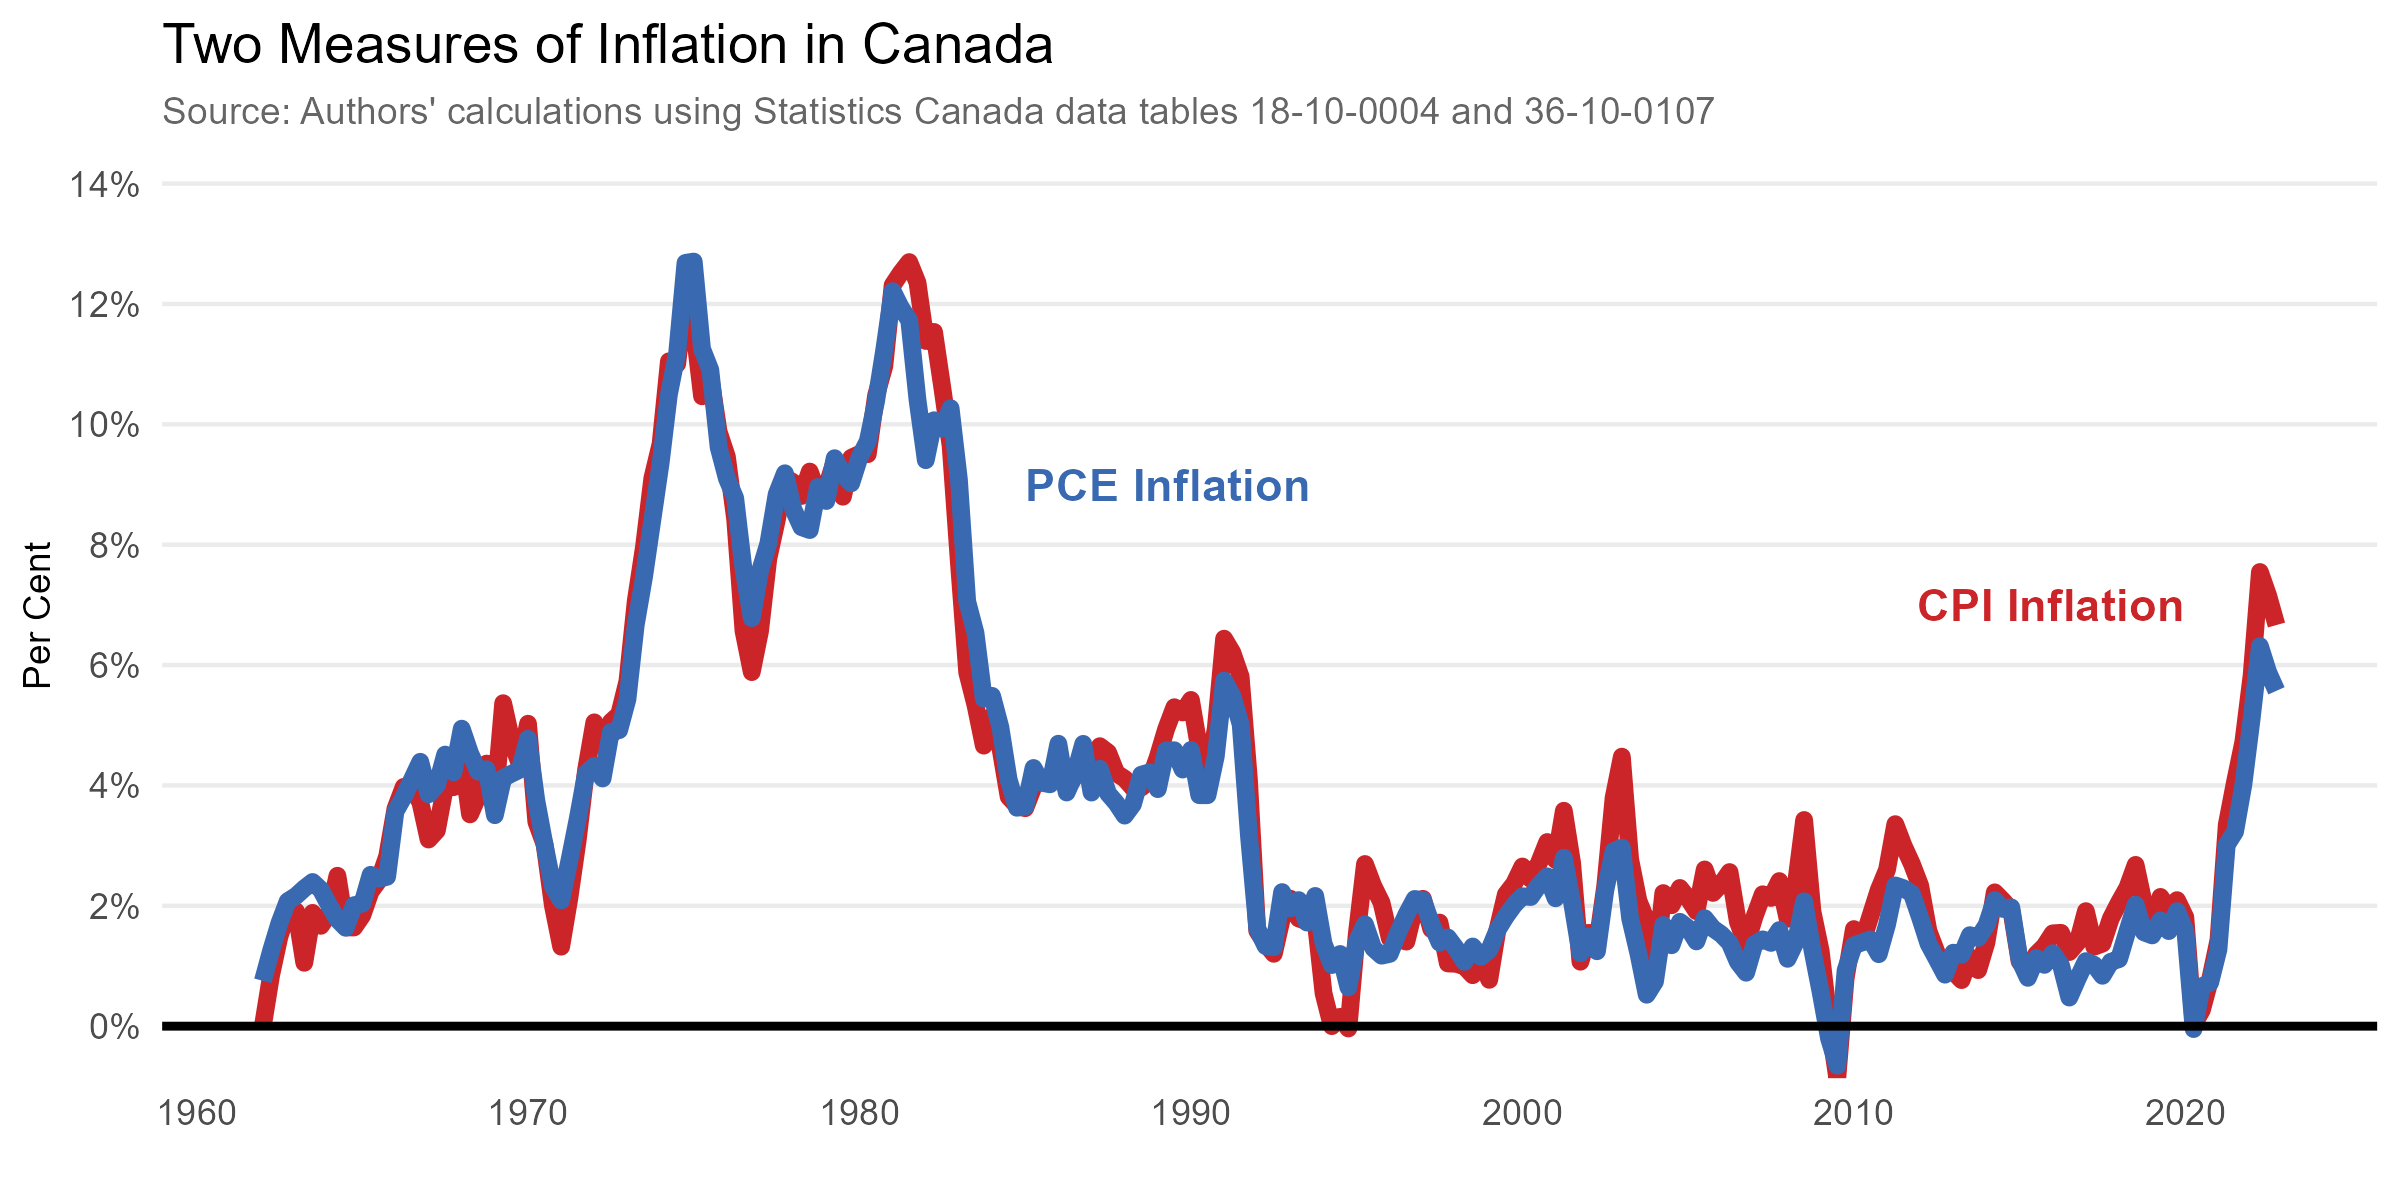 Two Measures of Inflation in Canada
Source: Authors' calculations using Statistics Canada data tables 18-10-0004 and 36-10-0107
14%
12%
10%
8%
6%
4%
2%
0%
Per Cent
PCE Inflation
CPI Inflation
1960 1970 1980 1990 2000 2010 2020